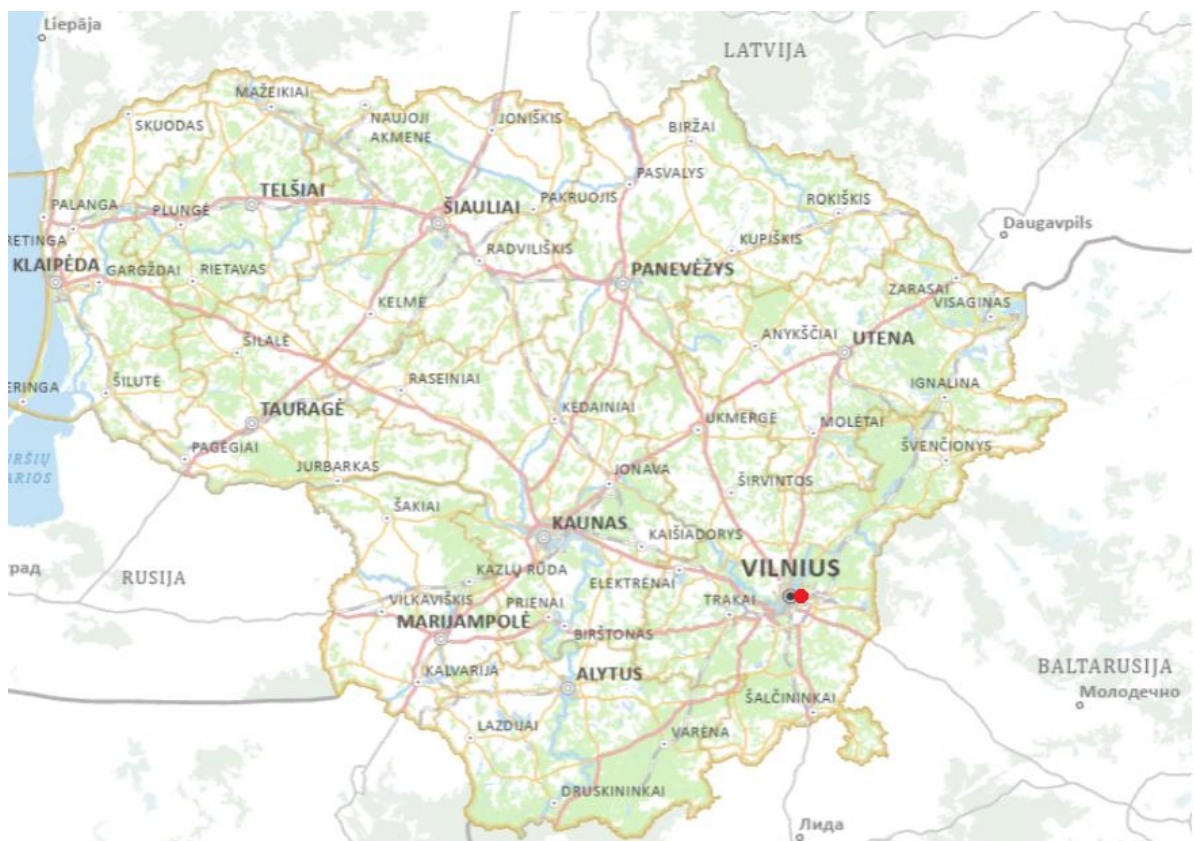 Liepāja
LATVIJA
MAŽEIKIAI
SKUODAS
NAUJOJI
AKMENĖ
JONIŠKIS
BIRŽAI
PASVALYS
TELŠIAI
PAKRUOJIS
PALANGA
PLUNGĖ
ŠIAULIAI
ROKIŠKIS
Daugavpils
RETINGA
KUPIŠKIS
RADVILIŠKIS
KLAIPĖDA
GARGŽDAI
RIETAVAS
PANEVĖŽYS
ZARASAI
VISAGINAS
KELMĖ
ANYKŠČIAI
UTENA
ŠILALĖ
ERINGA
ŠILUTĖ
RASEINIAI
IGNALINA
TAURAGĖ
KĖDAINIAI
UKMERGĖ
MOLĖTAI
ŠVENČIONYS
PAGĖGIAI
RŠIŲ
ARIOS
JURBARKAS
JONAVA
ŠIRVINTOS
ŠAKIAI
KAUNAS
KAIŠIADORYS
рад
RUSIJA
KAZLŲ RŪDA
ELEKTRĖNAI
VILNIUS
VILKAVIŠKIS
PRIENAI
TRAKAI
MARIJAMPOLĖ
BIRŠTONAS
KALVARIJA
ALYTUS
BALTARUSIJA
Молодечно
ŠALČININKAI
LAZDIJAI
VARĖNA
DRUSKININKAI
Лида